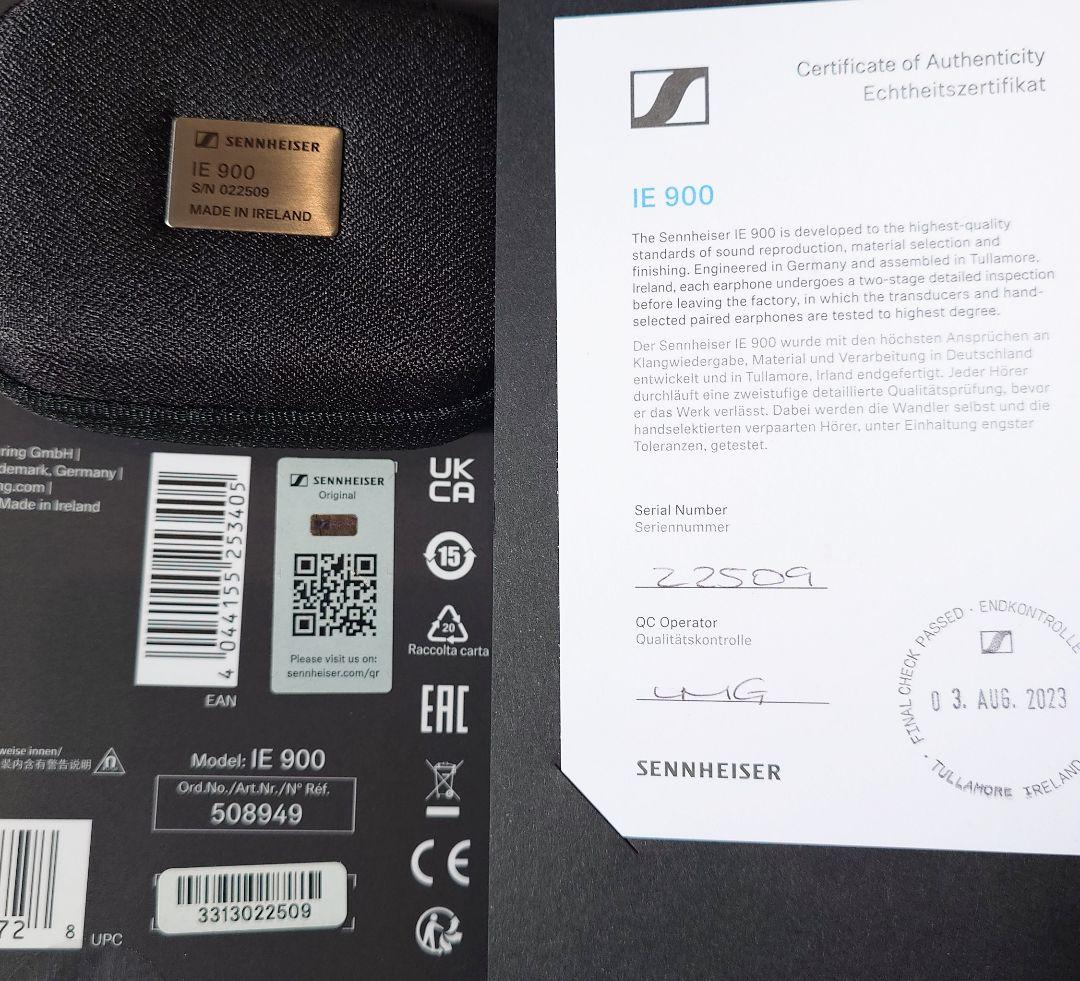 SENNHEISER
IE 900
S/N 022509
MADE IN IRELAND
ring GmbH |
demark, Germany |
ng.com |
Made in Ireland
4 044155 253405
EAN
SENNHEISER
Original
Please visit us on:
sennheiser.com/qr
UK
CA
15
20
Raccolta carta
EAC
weise innen/
装内含有警告说明
Model: IE 900
Ord.No./Art.Nr./N° Réf.
508949
3313022509
CE
72 8
UPC
Certificate of Authenticity
Echtheitszertifikat
IE 900
The Sennheiser IE 900 is developed to the highest-quality
standards of sound reproduction, material selection and
finishing. Engineered in Germany and assembled in Tullamore,
Ireland, each earphone undergoes a two-stage detailed inspection
before leaving the factory, in which the transducers and hand-
selected paired earphones are tested to highest degree.
Der Sennheiser IE 900 wurde mit den höchsten Ansprüchen an
Klangwiedergabe, Material und Verarbeitung in Deutschland
entwickelt und in Tullamore, Irland endgefertigt. Jeder Hörer
durchläuft eine zweistufige detaillierte Qualitätsprüfung, bevor
er das Werk verlässt. Dabei werden die Wandler selbst und die
handselektierten verpaarten Hörer, unter Einhaltung engster
Toleranzen, getestet.
Serial Number
Seriennummer
22509
QC Operator
Qualitätskontrolle
SENNHEISER
· FINAL CHECK PASSED · ENDKONTROLLE
03. AUG. 2023
· TULLAMORE IRELAND